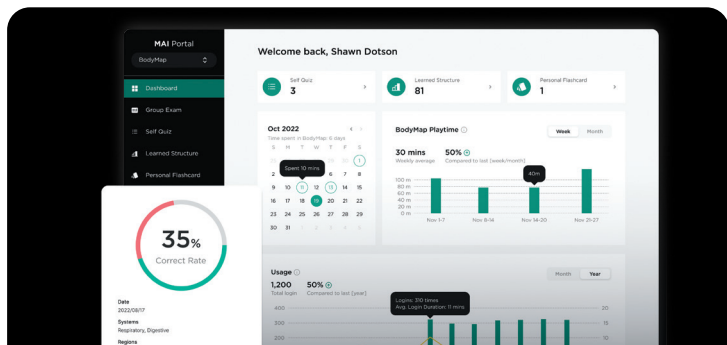 MAI Portal
BodyMap
Welcome back, Shawn Dotson
Dashboard
Group Exam
Self Quiz
Learned Structure
Personal Flashcard
Self Quiz
3
Learned Structure
81
Personal Flashcard
1
Oct 2022
Time spent in BodyMap: 6 days
S M T W T F S
1
2 Spent 10 mins 6 7 8
9 10 11 12 13 14 15
16 17 18 19 20 21 22
23 24 25 26 27 28 29
30 31 1 2 3 4 5
BodyMap Playtime
Week Month
30 mins
Weekly average
50%
Compared to last [week/month]
40m
100 m
80 m
60 m
40 m
20 m
0 m
Nov 1-7 Nov 8-14 Nov 14-20 Nov 21-27
35%
Correct Rate
Date
2022/08/17
Systems
Respiratory, Digestive
Regions
Usage
Month Year
1,200
Total login
50%
Compared to last [year]
Logins: 310 times
Avg. Login Duration: 11 mins
400
300
200
20
15
10